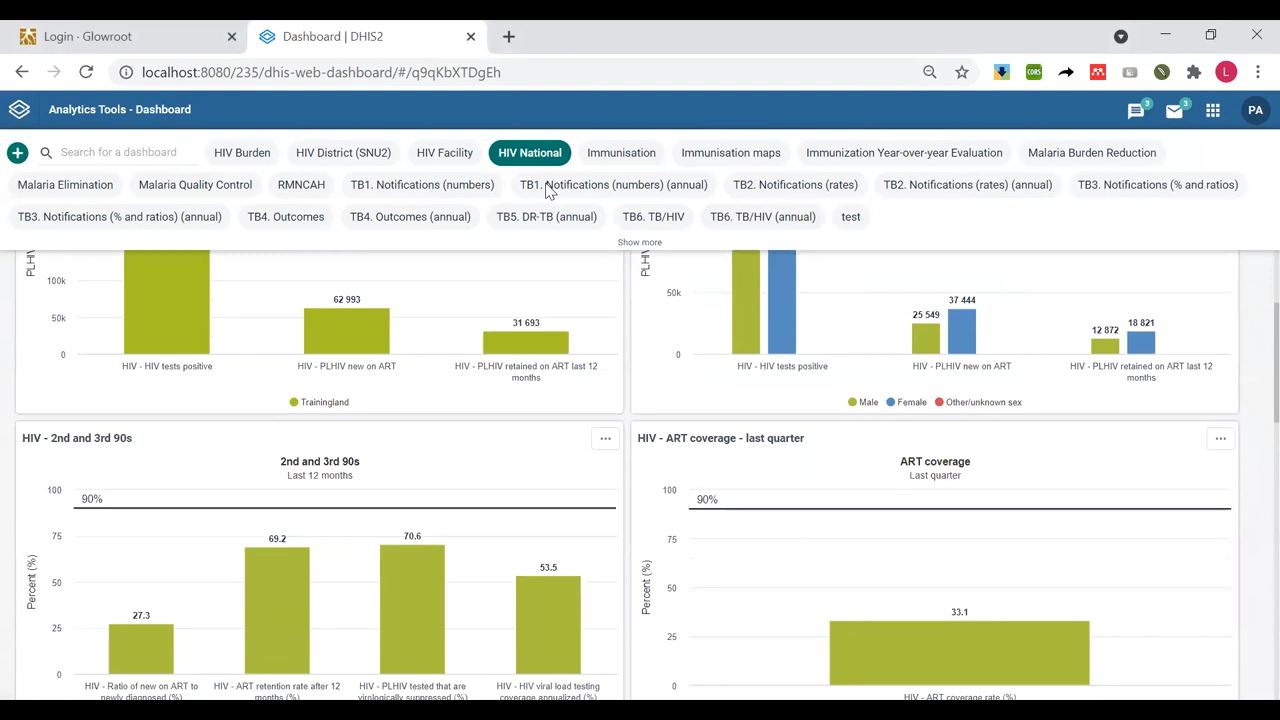 Login - Glowroot
Dashboard | DHIS2
localhost:8080/235/dhis-web-dashboard/#/q9qKbXTDgEh
CORS
L
Analytics Tools - Dashboard
3
3
PA
Search for a dashboard
HIV Burden
HIV District (SNU2)
HIV Facility
HIV National
Immunisation
Immunisation maps
Immunization Year-over-year Evaluation
Malaria Burden Reduction
Malaria Elimination
Malaria Quality Control
RMNCAH
TB1. Notifications (numbers)
TB1. Notifications (numbers) (annual)
TB2. Notifications (rates)
TB2. Notifications (rates) (annual)
TB3. Notifications (% and ratios)
TB3. Notifications (% and ratios) (annual)
TB4. Outcomes
TB4. Outcomes (annual)
TB5. DR-TB (annual)
TB6. TB/HIV
TB6. TB/HIV (annual)
test
Show more
PLHIV
100k
50k
0
62 993
31 693
HIV - HIV tests positive
HIV - PLHIV new on ART
HIV - PLHIV retained on ART last 12
months
Trainingland
PLHIV
50k
0
25 549
37 444
12 872
18 821
HIV - HIV tests positive
HIV - PLHIV new on ART
HIV - PLHIV retained on ART last 12
months
Male
Female
Other/unknown sex
HIV - 2nd and 3rd 90s
2nd and 3rd 90s
Last 12 months
Percent (%)
100
75
50
25
0
90%
27.3
69.2
70.6
53.5
HIV - Ratio of new on ART to
newly diagnosed (%)
HIV - ART retention rate after 12
months (%)
HIV - PLHIV tested that are
virologically suppressed (%)
HIV - HIV viral load testing
coverage annualized (%)
HIV - ART coverage - last quarter
ART coverage
Last quarter
Percent (%)
100
75
50
25
0
90%
33.1
HIV - ART coverage rate (%)